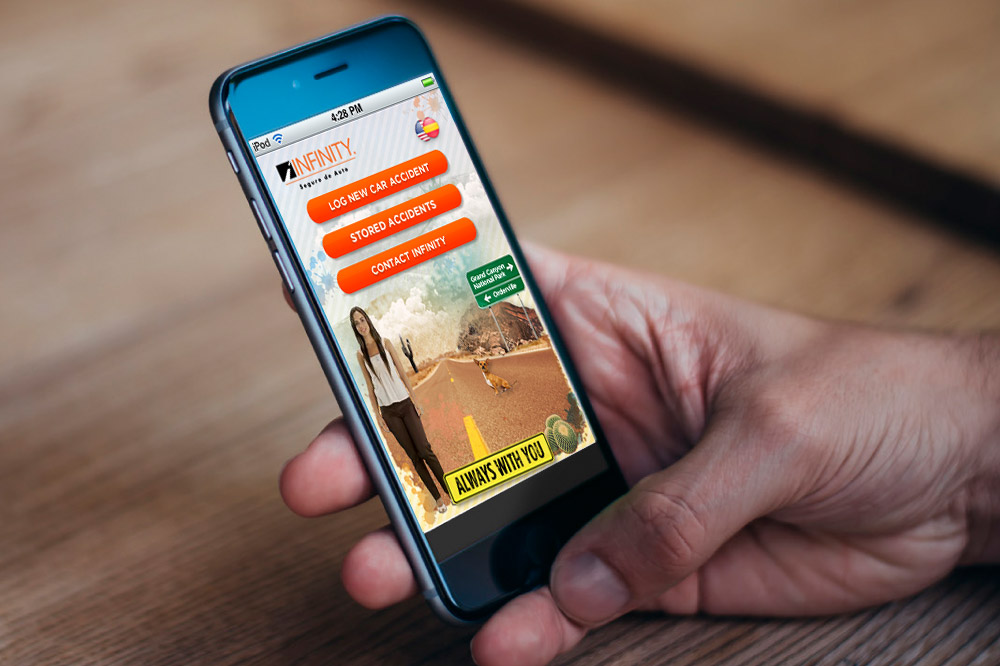 4:28 PM
iPod
INFINITY.
Seguro de Auto
LOG NEW CAR ACCIDENT
STORED ACCIDENTS
CONTACT INFINITY
Grand Canyon
National Park
Orderville
ALWAYS WITH YOU